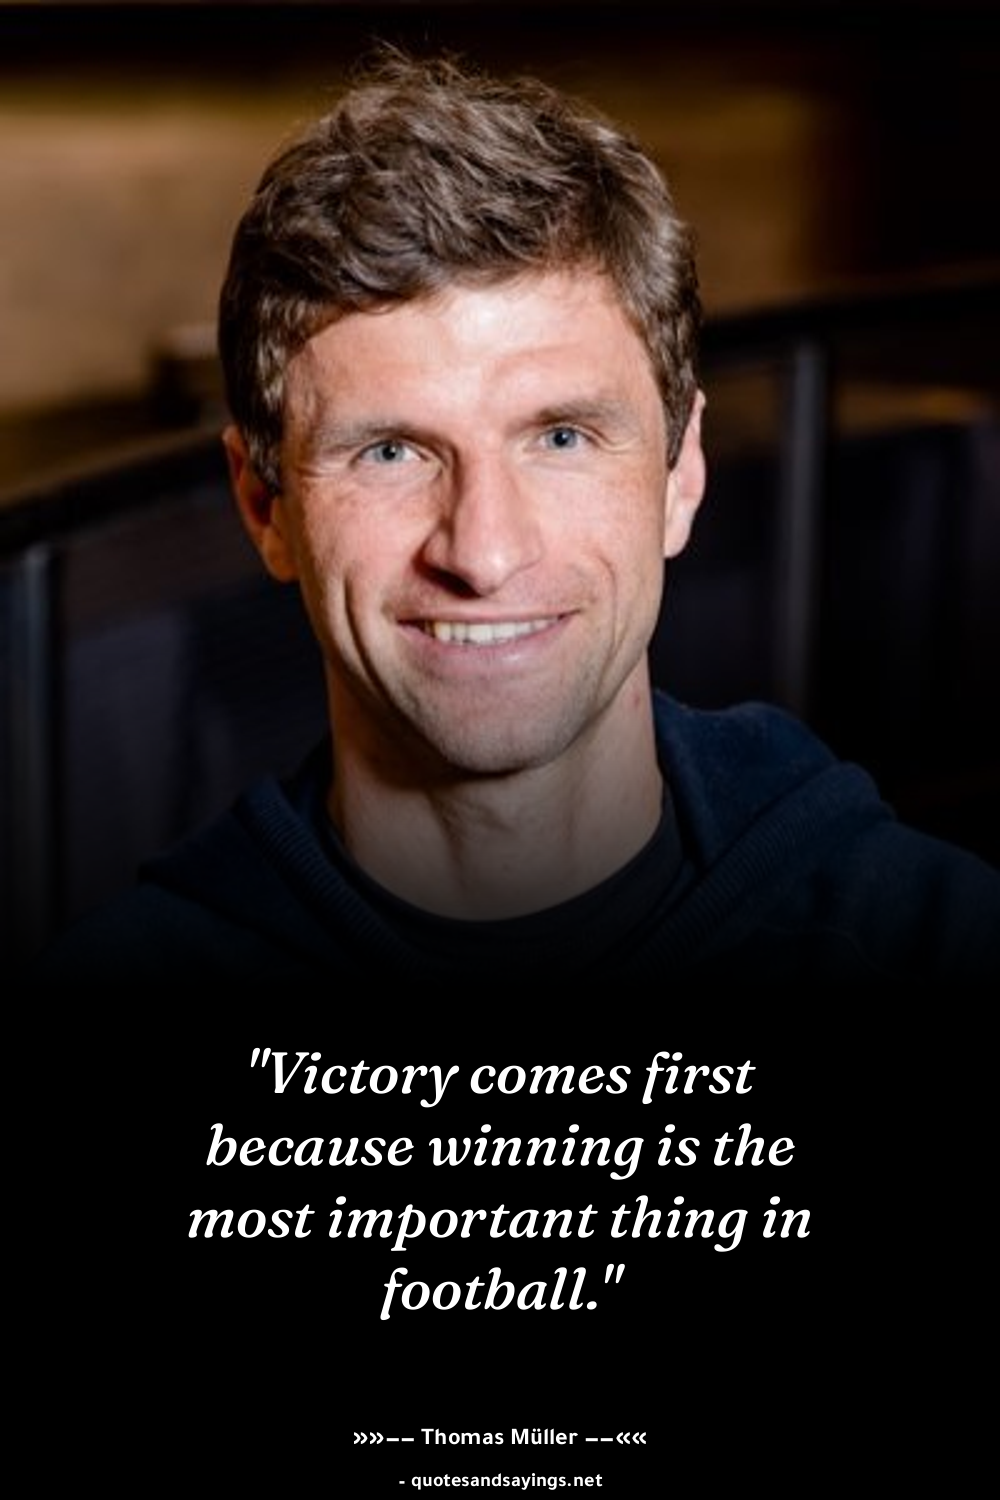 "Victory comes first
because winning is the
most important thing in
football."
»»−− Thomas Müller −−««
- quotesandsayings.net